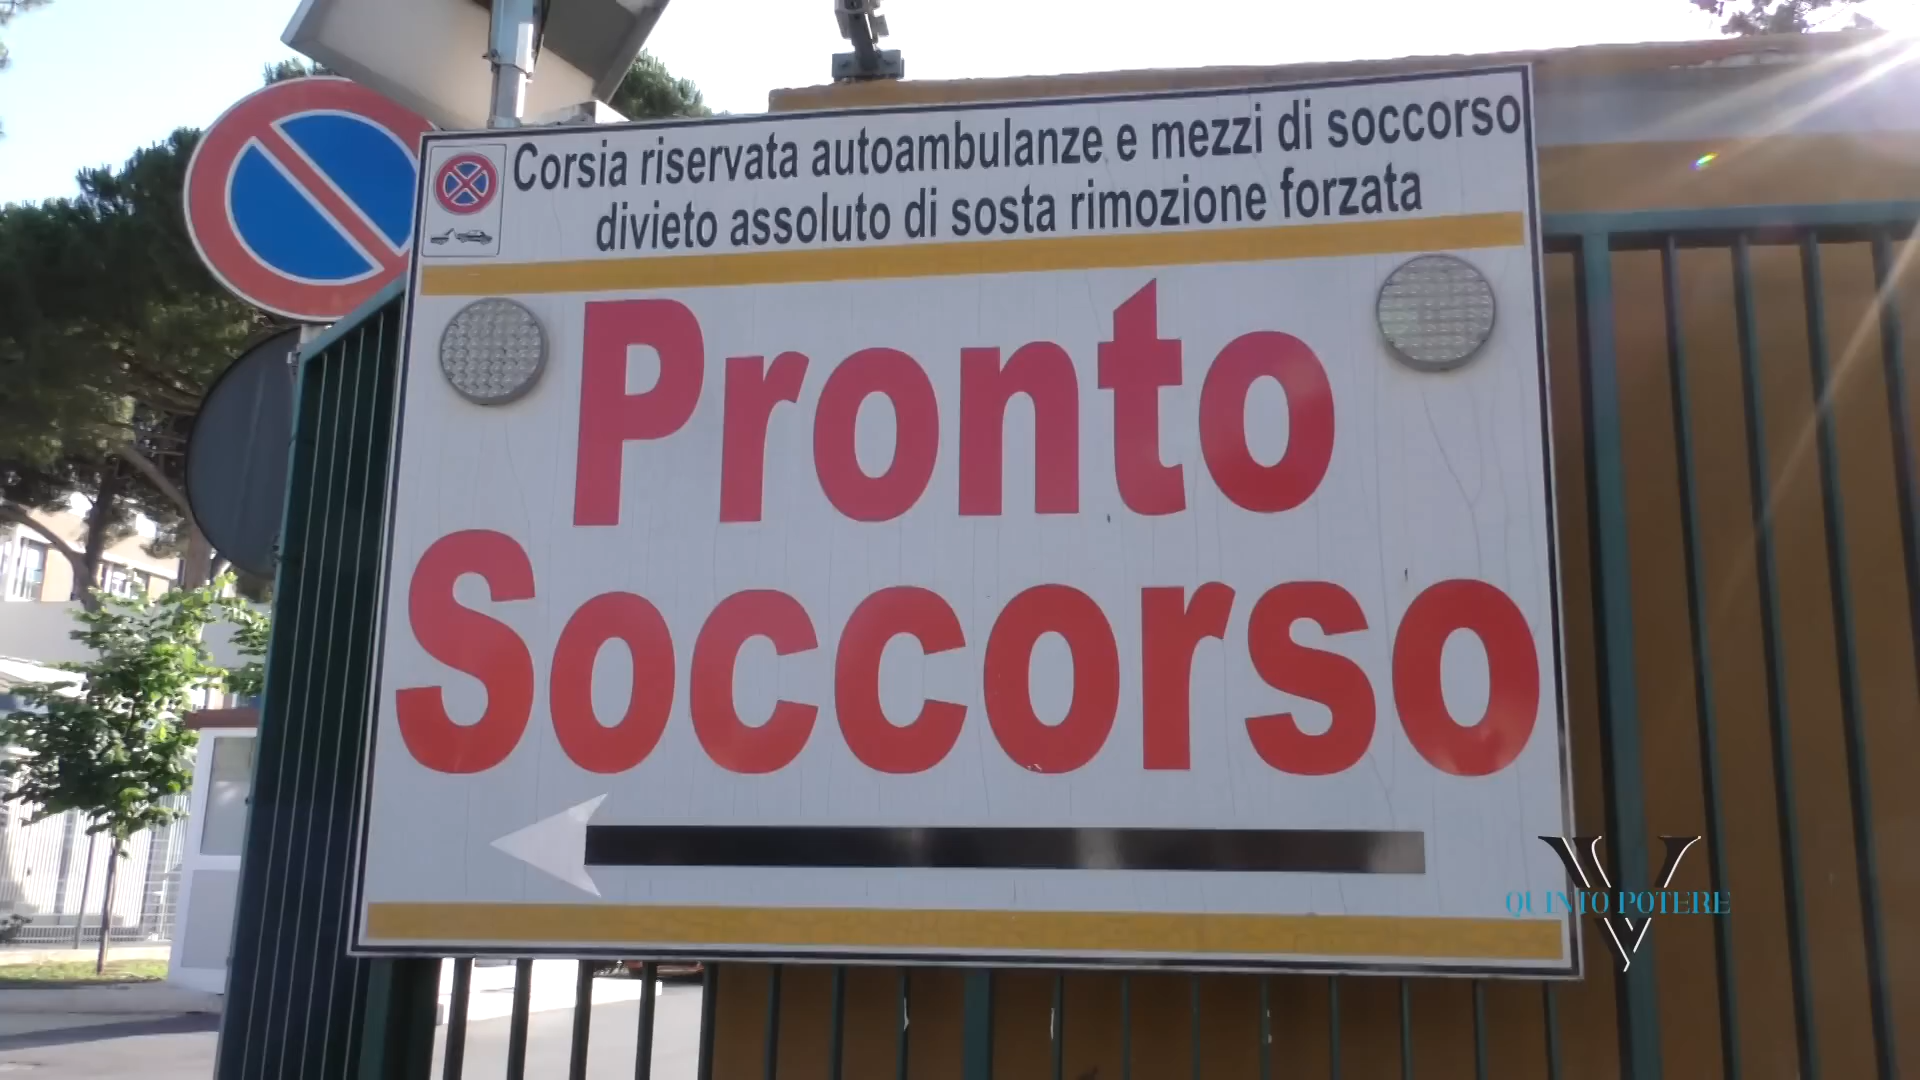 Corsia riservata autoambulanze e mezzi di soccorso
divieto assoluto di sosta rimozione forzata
Pronto
Soccorso
V
QUINTO POTERE